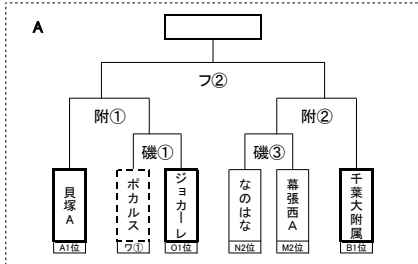 A
フ②
附①
附②
磯①
磯③
貝塚A
ポカルス
ジョカーレ
なのはな
幕張西A
千葉大附属
A1位
ワ①
O1位
N2位
M2位
B1位